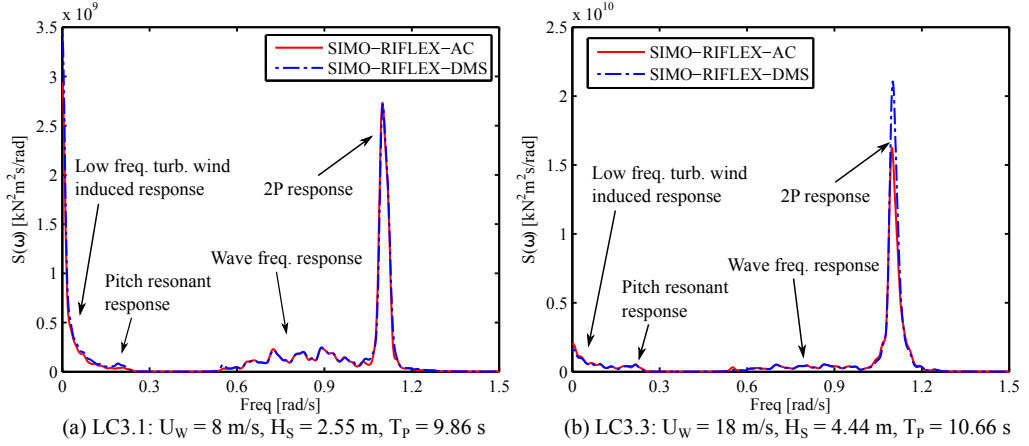 x 10^9
3.5
3
2.5
2
1.5
1
0.5
0
S(ω) [kN²m²s/rad]
SIMO−RIFLEX−AC
SIMO−RIFLEX−DMS
Low freq. turb. wind
induced response
2P response
Wave freq. response
Pitch resonant
response
0 0.3 0.6 0.9 1.2 1.5
Freq [rad/s]
(a) LC3.1: U_W = 8 m/s, H_S = 2.55 m, T_P = 9.86 s
x 10^10
2.5
2.0
1.5
1.0
0.5
0
S(ω) [kN²m²s/rad]
SIMO−RIFLEX−AC
SIMO−RIFLEX−DMS
Low freq. turb. wind
induced response
2P response
Wave freq. response
Pitch resonant
response
0 0.3 0.6 0.9 1.2 1.5
Freq [rad/s]
(b) LC3.3: U_W = 18 m/s, H_S = 4.44 m, T_P = 10.66 s